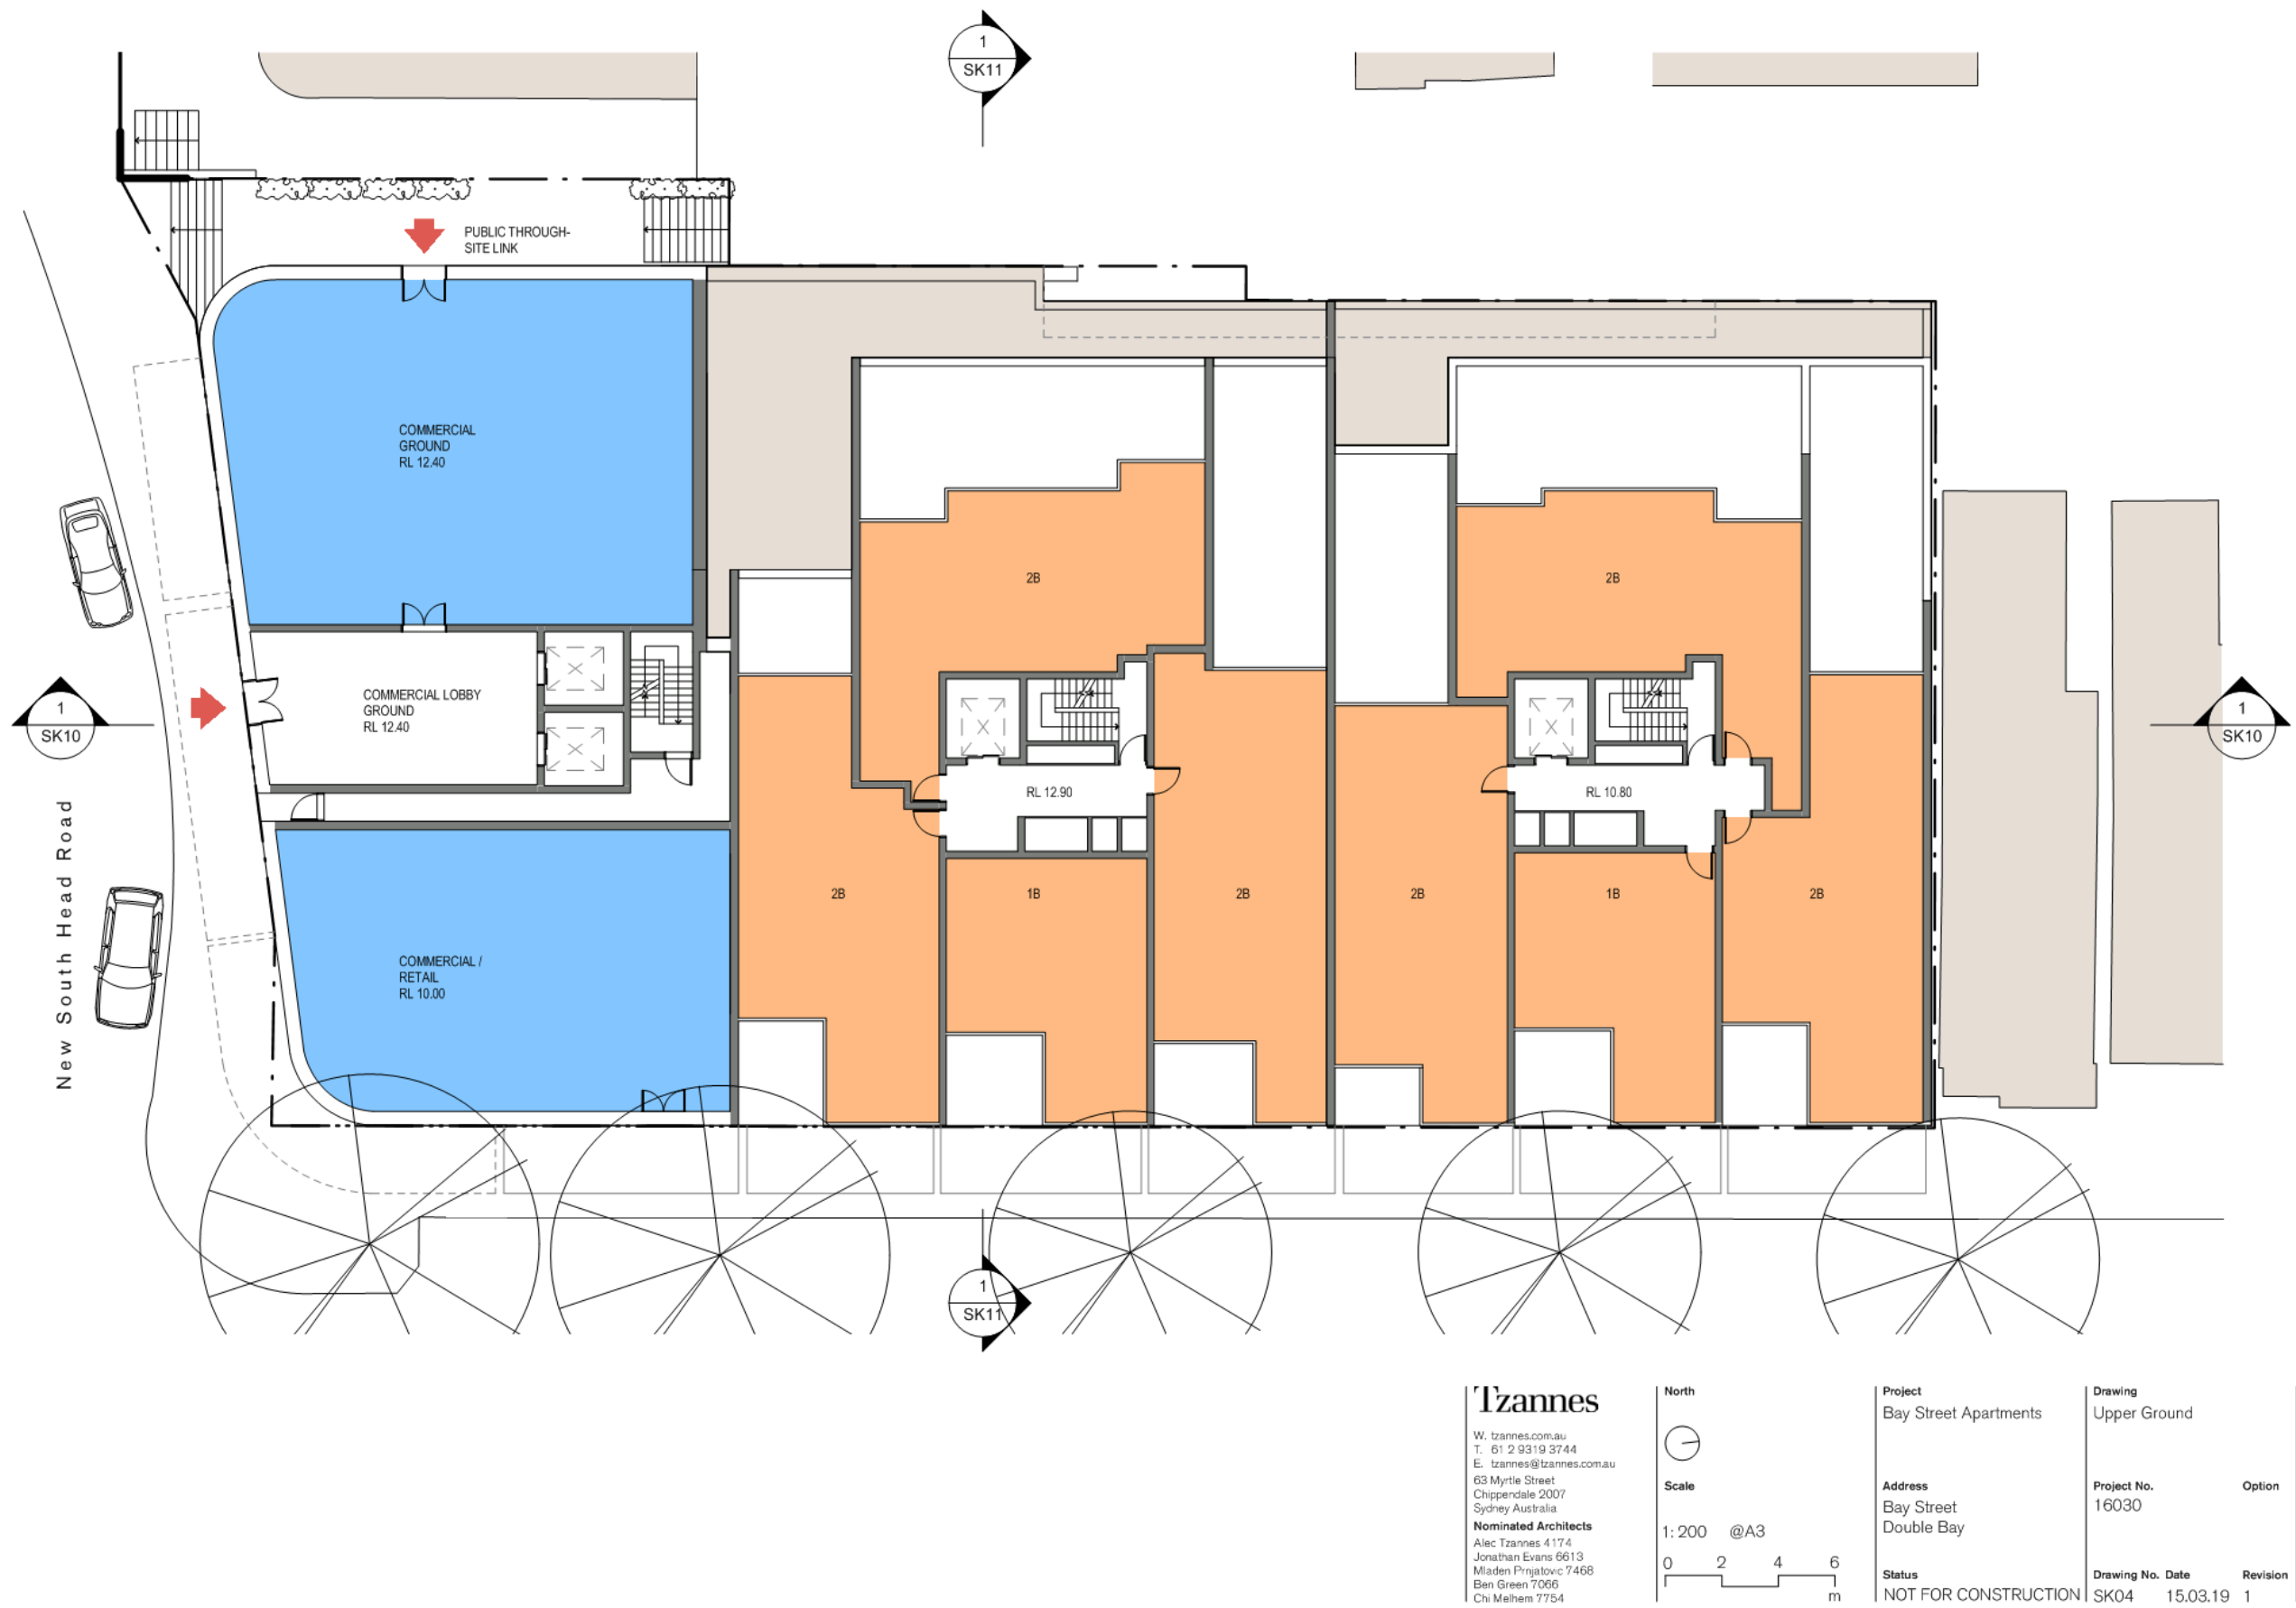 1
SK11
PUBLIC THROUGH-
SITE LINK
COMMERCIAL
GROUND
RL 12.40
2B
2B
COMMERCIAL LOBBY
GROUND
RL 12.40
1
SK10
1
SK10
RL 12.90
RL 10.80
New South Head Road
2B
1B
2B
2B
1B
2B
COMMERCIAL /
RETAIL
RL 10.00
1
SK11
Tzannes
W. tzannes.com.au
T. 61 2 9319 3744
E. tzannes@tzannes.com.au
63 Myrtle Street
Chippendale 2007
Sydney Australia
Nominated Architects
Alec Tzannes 4174
Jonathan Evans 6613
Mladen Prnjatovic 7468
Ben Green 7066
Chi Melhem 7754
North
Scale
1:200 @A3
0 2 4 6
m
Project
Bay Street Apartments
Address
Bay Street
Double Bay
Status
NOT FOR CONSTRUCTION
Drawing
Upper Ground
Project No.
16030
Option
Drawing No. Date Revision
SK04 15.03.19 1